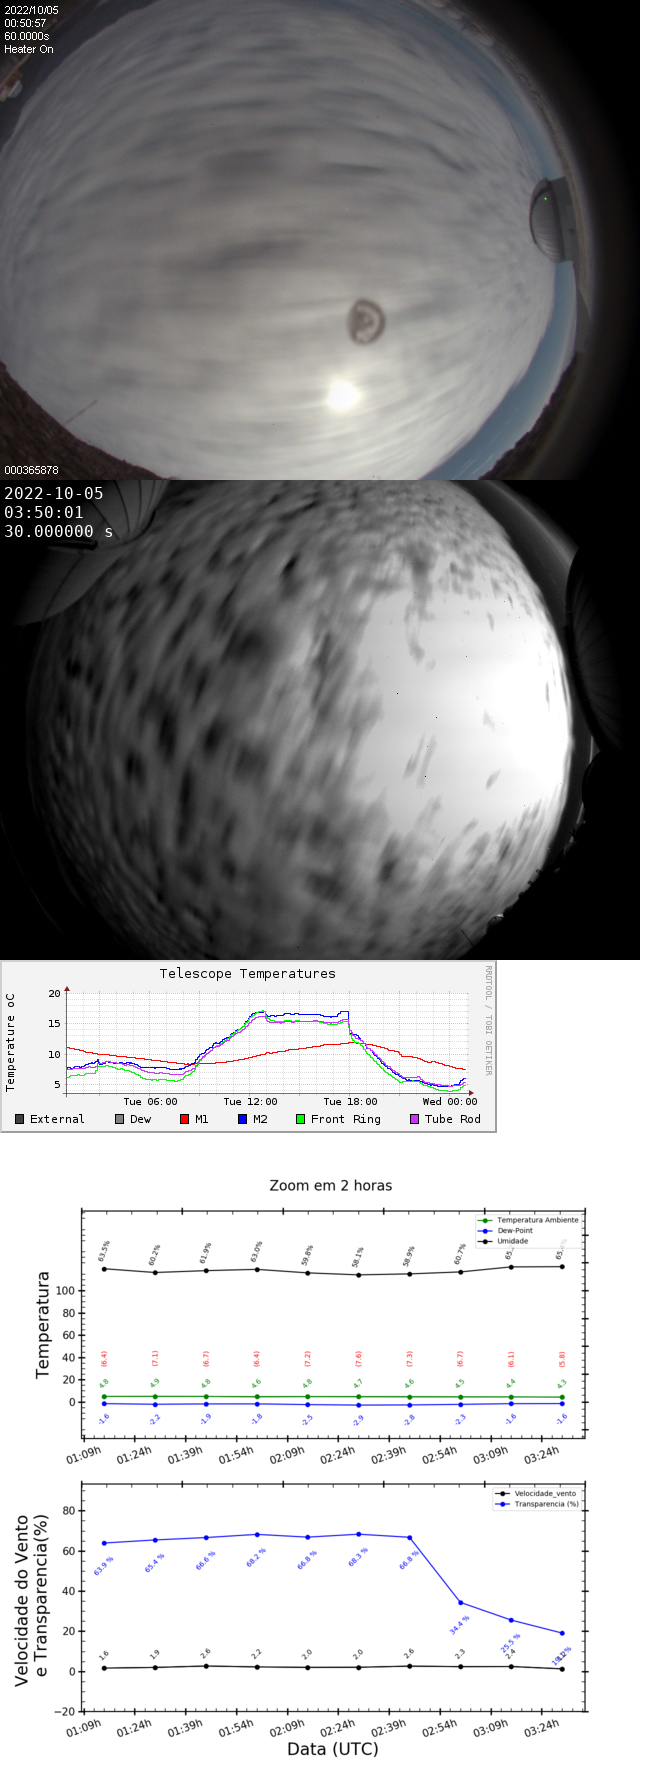 2022/10/05
00:50:57
60.0000s
Heater On
000365878
2022-10-05
03:50:01
30.000000 s
Telescope Temperatures
RRDTOOL / TOBI OETIKER
Temperature oC
20
15
10
5
Tue 06:00 Tue 12:00 Tue 18:00 Wed 00:00
External Dew M1 M2 Front Ring Tube Rod
Zoom em 2 horas
Temperatura Ambiente
Dew-Point
Umidade
63.5% 60.2% 61.9% 63.0% 59.8% 58.1% 58.9% 60.7%
Temperatura
100
80
60
40
20
0
(6.4) (7.1) (6.7) (6.4) (7.2) (7.6) (7.3) (6.7) (6.1) (5.8)
4.8 4.9 4.8 4.6 4.8 4.7 4.6 4.5 4.4 4.3
-1.6 -2.2 -1.9 -1.8 -2.5 -2.9 -2.8 -2.3 -1.6 -1.6
01:09h 01:24h 01:39h 01:54h 02:09h 02:24h 02:39h 02:54h 03:09h 03:24h
Velocidade_vento
Transparencia (%)
Velocidade do Vento
e Transparencia(%)
80
60
40
20
0
−20
63.9 % 65.4 % 66.6 % 68.2 % 66.8 % 68.3 % 66.8 % 34.4 % 25.5 %
1.6 1.9 2.6 2.2 2.0 2.0 2.6 2.3 2.4
01:09h 01:24h 01:39h 01:54h 02:09h 02:24h 02:39h 02:54h 03:09h 03:24h
Data (UTC)